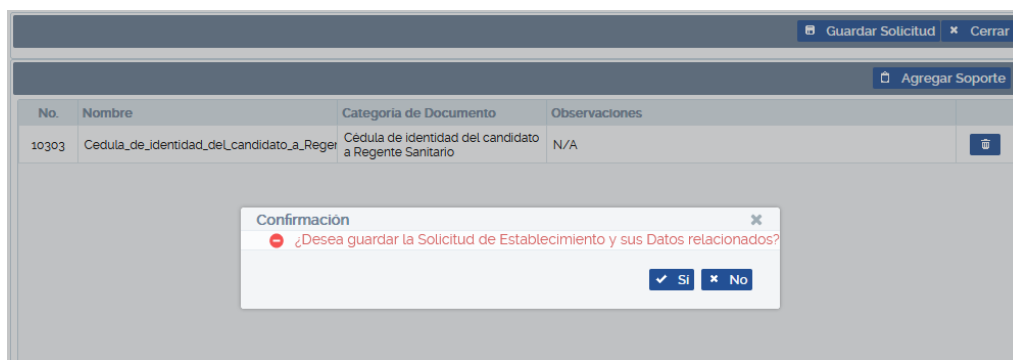 Guardar Solicitud Cerrar
Agregar Soporte
No. Nombre Categoría de Documento Observaciones
10303 Cedula_de_identidad_del_candidato_a_Reger Cédula de identidad del candidato N/A
a Regente Sanitario
Confirmación
¿Desea guardar la Solicitud de Establecimiento y sus Datos relacionados?
Sí No